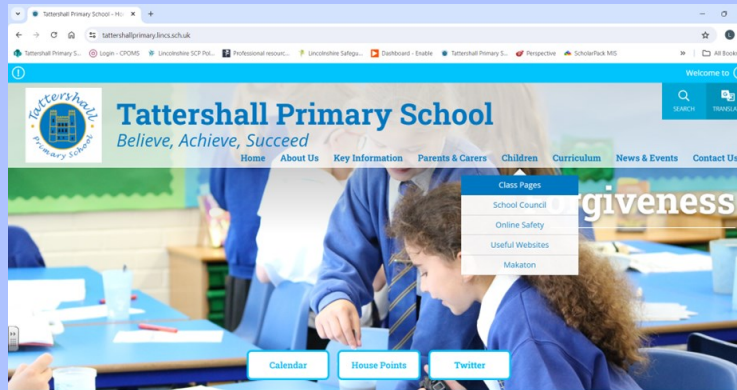 Tattershall Primary School - Ho
tattershallprimary.lincs.sch.uk
Tattershall Primary S... Login - CPOMS Lincolnshire SCP Pol... Professional resourc... Lincolnshire Safegu... Dashboard - Enable Tattershall Primary S... Perspective ScholarPack MIS » All Book
Welcome to
Tattershall
Primary School
Tattershall Primary School
Believe, Achieve, Succeed
SEARCH TRANSLA
Home About Us Key Information Parents & Carers Children Curriculum News & Events Contact Us
Class Pages
School Council
Online Safety
Useful Websites
Makaton
orgiveness
Calendar House Points Twitter